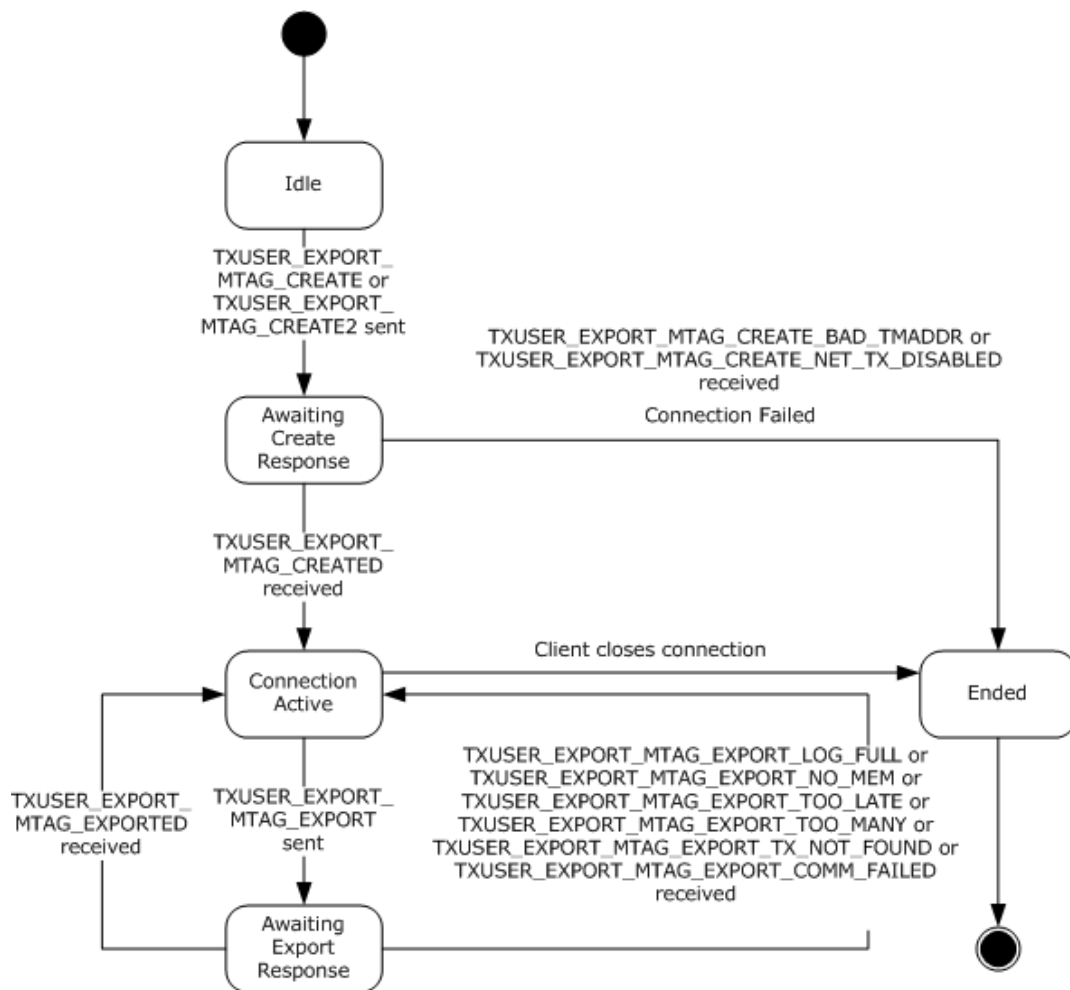 Idle
TXUSER_EXPORT_
MTAG_CREATE or
TXUSER_EXPORT_
MTAG_CREATE2 sent
TXUSER_EXPORT_MTAG_CREATE_BAD_TMADDR or
TXUSER_EXPORT_MTAG_CREATE_NET_TX_DISABLED
received
Awaiting
Create
Response
Connection Failed
TXUSER_EXPORT_
MTAG_CREATED
received
Client closes connection
Connection
Active
Ended
TXUSER_EXPORT_
MTAG_EXPORTED
received
TXUSER_EXPORT_
MTAG_EXPORT
sent
TXUSER_EXPORT_MTAG_EXPORT_LOG_FULL or
TXUSER_EXPORT_MTAG_EXPORT_NO_MEM or
TXUSER_EXPORT_MTAG_EXPORT_TOO_LATE or
TXUSER_EXPORT_MTAG_EXPORT_TOO_MANY or
TXUSER_EXPORT_MTAG_EXPORT_TX_NOT_FOUND or
TXUSER_EXPORT_MTAG_EXPORT_COMM_FAILED
received
Awaiting
Export
Response